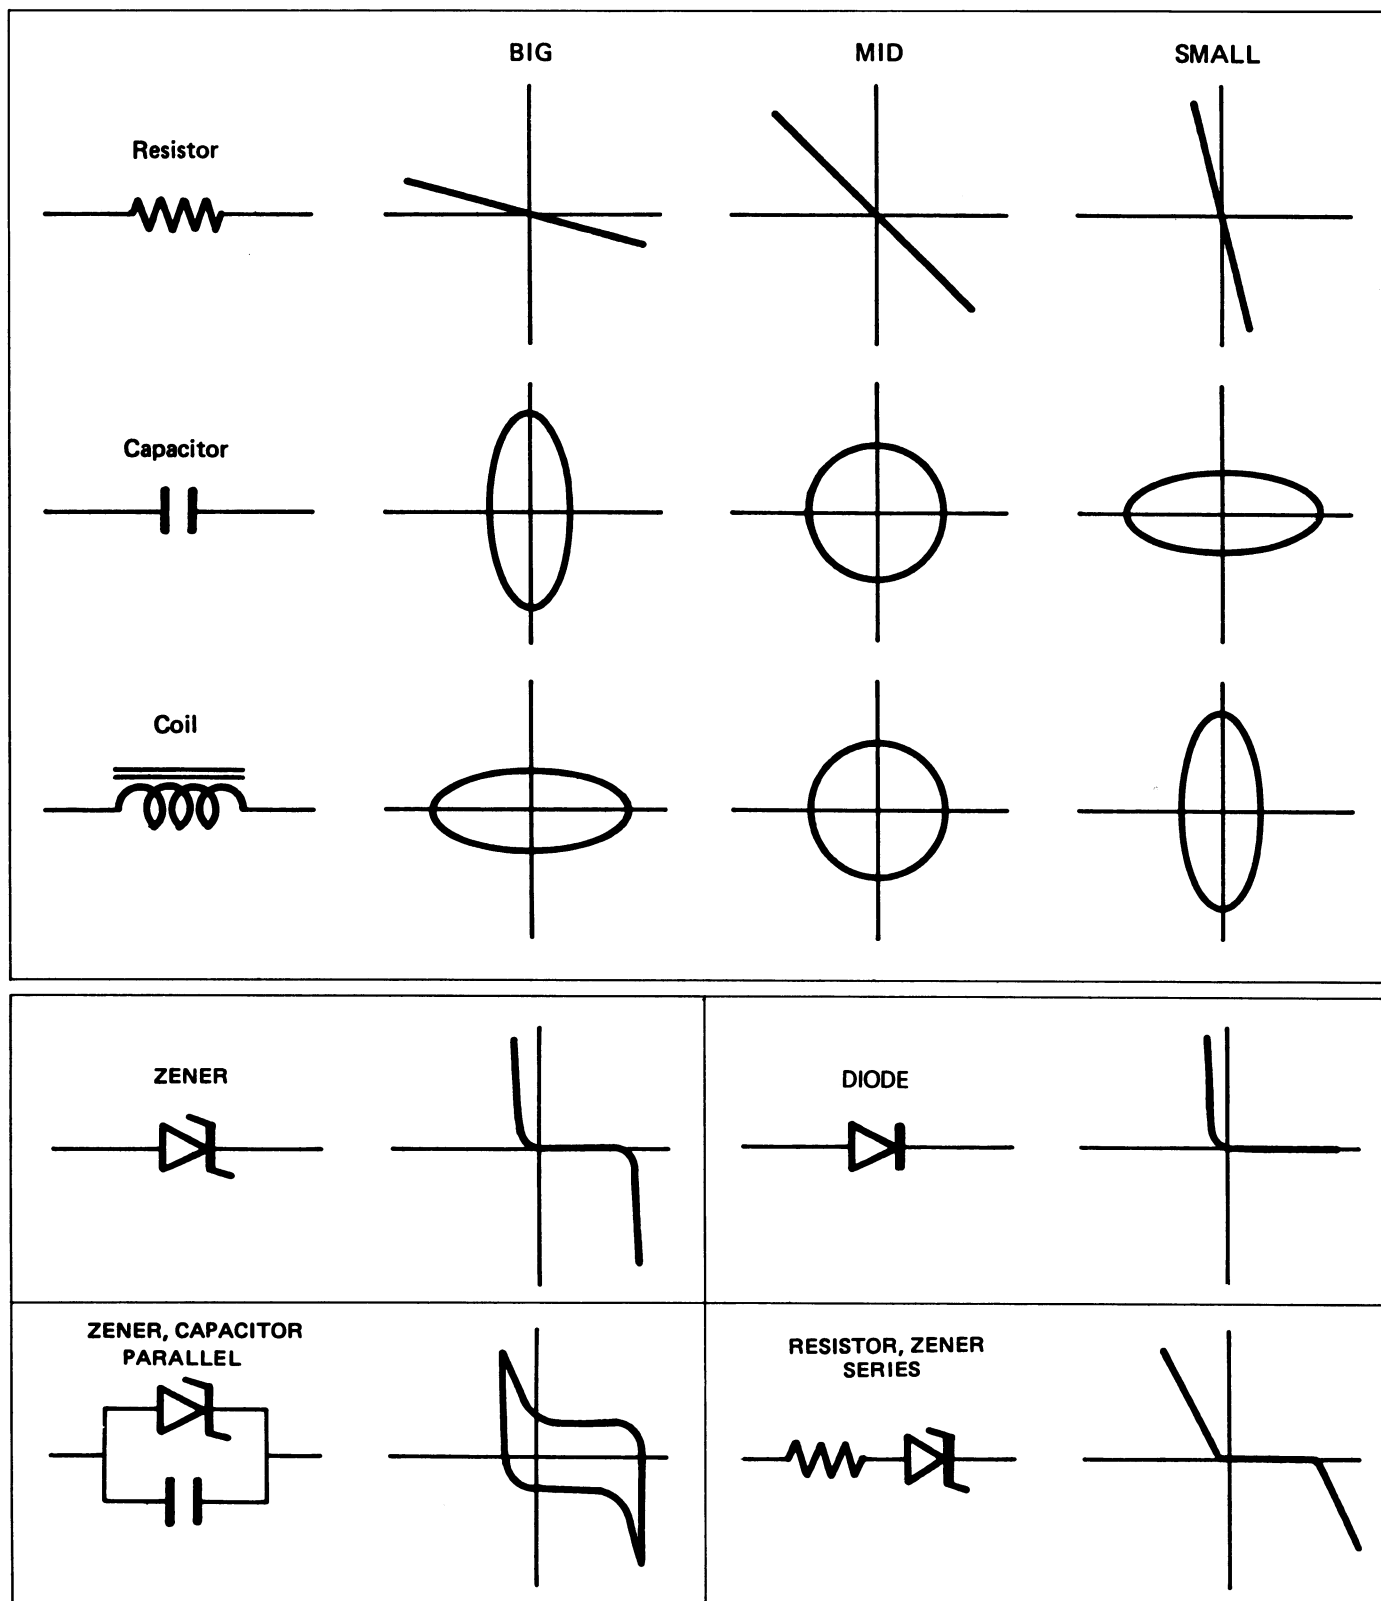 BIG MID SMALL
Resistor
Capacitor
Coil
ZENER
DIODE
ZENER, CAPACITOR
PARALLEL
RESISTOR, ZENER
SERIES